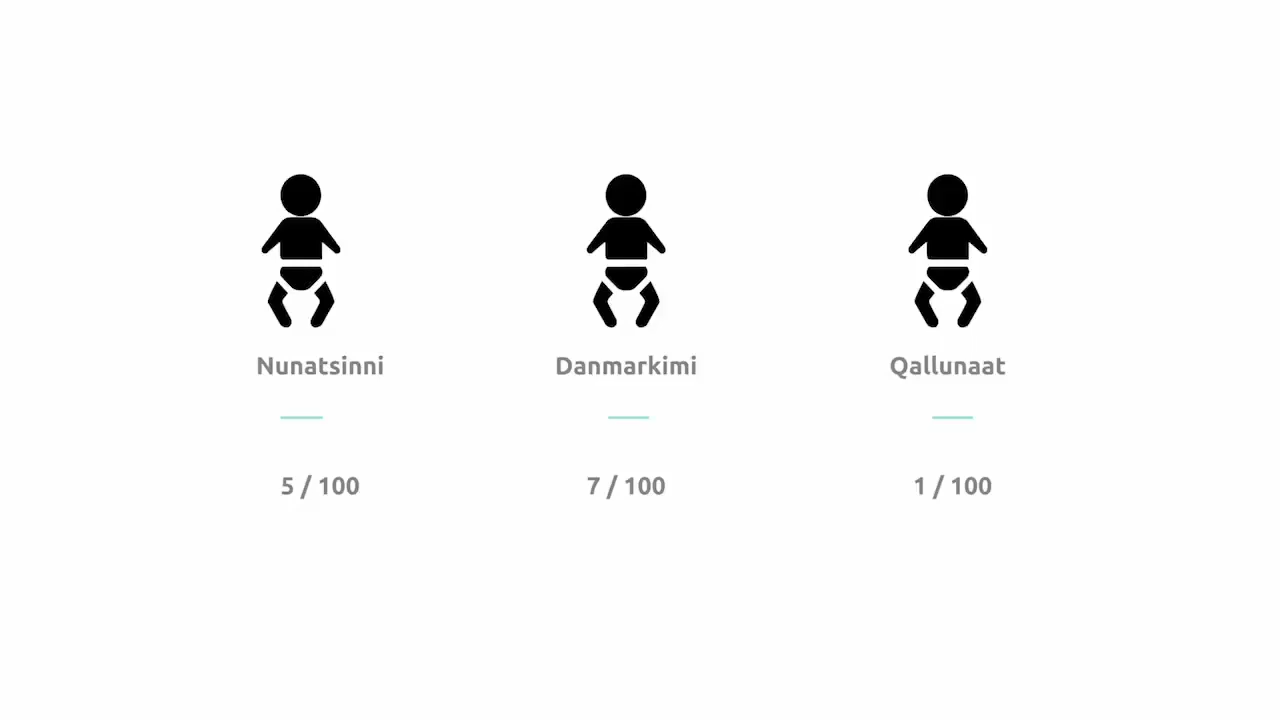 Nunatsinni
Danmarkimi
Qallunaat
5 / 100
7 / 100
1 / 100